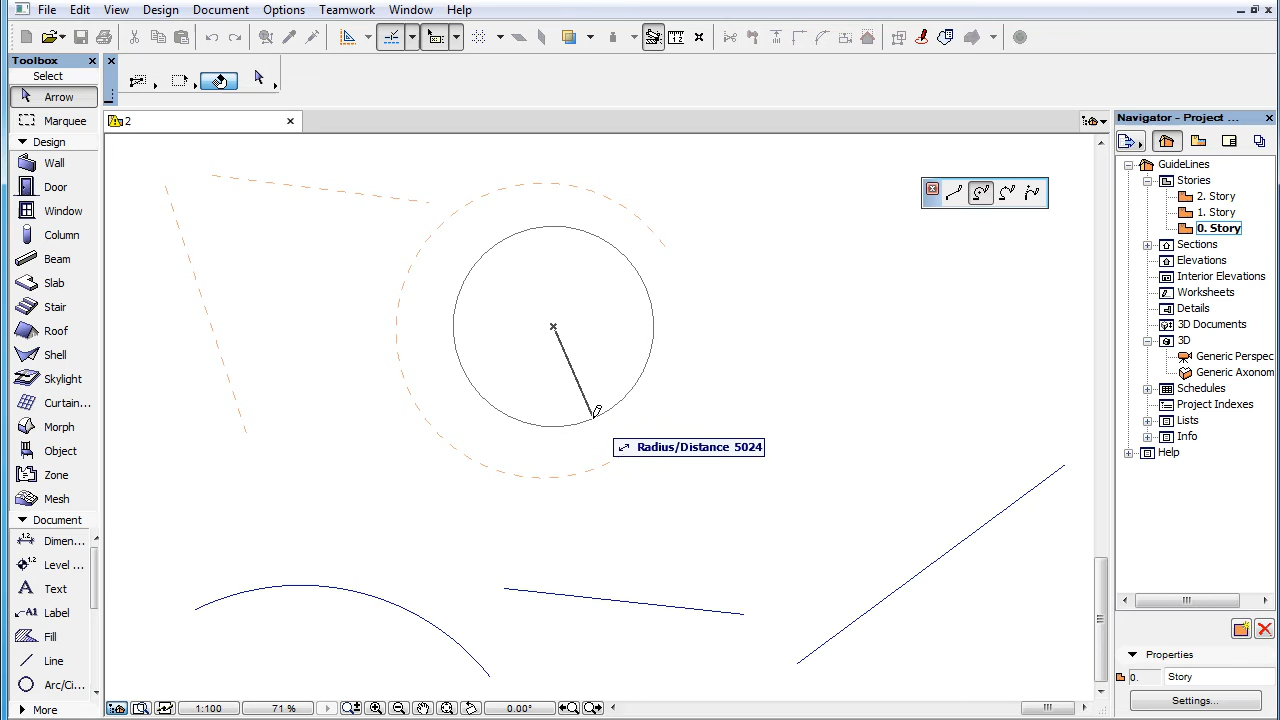 File Edit View Design Document Options Teamwork Window Help
Toolbox
Select
Arrow
Marquee
Design
Wall
Door
Window
Column
Beam
Slab
Stair
Roof
Shell
Skylight
Curtain...
Morph
Object
Zone
Mesh
Document
Dimen...
Level ...
Text
Label
Fill
Line
Arc/Ci...
More
2
Radius/Distance 5024
1:100
71 %
0.00°
Navigator - Project ...
GuideLines
Stories
2. Story
1. Story
0. Story
Sections
Elevations
Interior Elevations
Worksheets
Details
3D Documents
3D
Generic Perspec
Generic Axonom
Schedules
Project Indexes
Lists
Info
Help
Properties
0. Story
Settings...